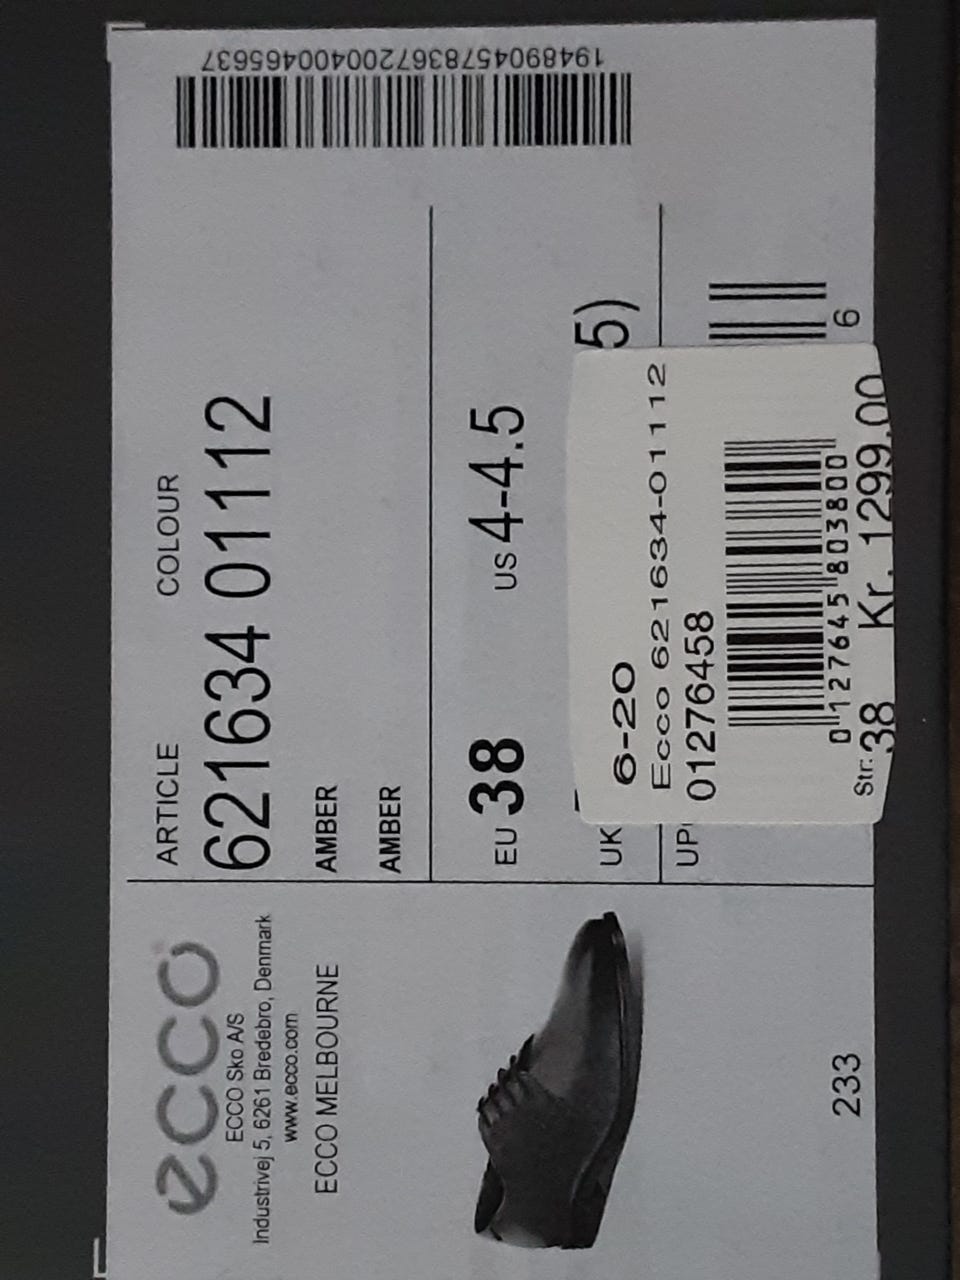 ecco
ECCO Sko A/S
Industrivej 5, 6261 Bredebro, Denmark
www.ecco.com
ECCO MELBOURNE
233
ARTICLE COLOUR
621634 01112
AMBER
AMBER
EU 38 US 4-4.5
UK 5)
6
6-20
Ecco 621634-01112
01276458
0 127645 803800
Str: 38 Kr. 1299.00
19489045783672004000465637